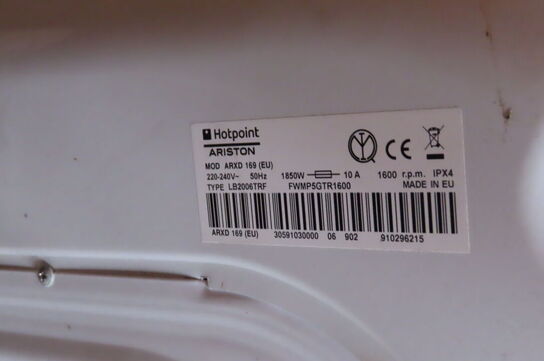 Hotpoint
ARISTON
MOD ARXD 169 (EU)
220-240V~ 50Hz 1850W 10 A 1600 r.p.m. IPX4
TYPE LB2006TRF FWMP5GTR1600 MADE IN EU
ARXD 169 (EU) 30591030000 06 902 910296215